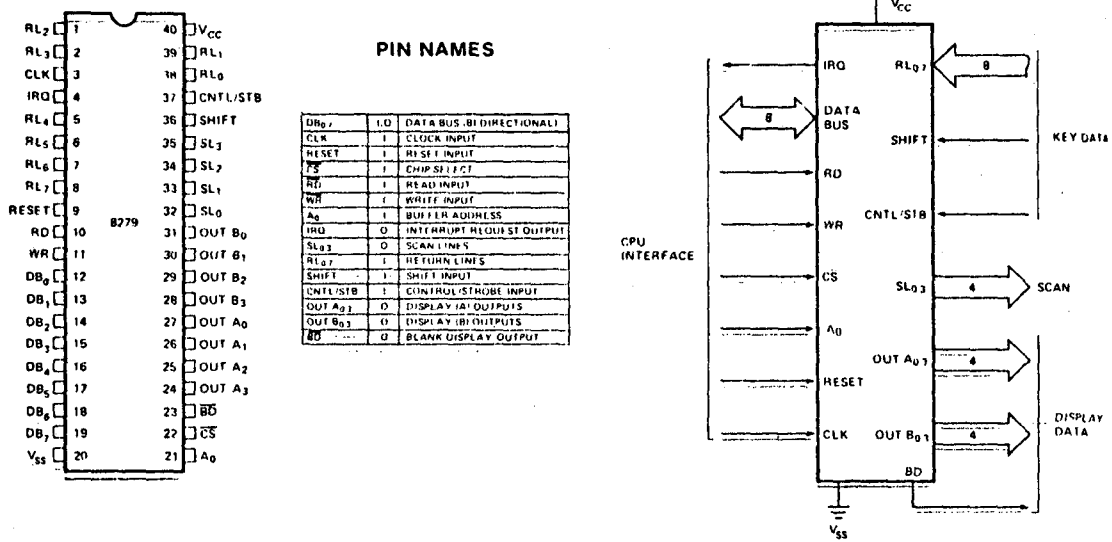 RL2 1 40 VCC
RL3 2 39 RL1
CLK 3 38 RL0
IRQ 4 37 CNTL/STB
RL4 5 36 SHIFT
RL5 6 35 SL3
RL6 7 34 SL2
RL7 8 33 SL1
RESET 9 32 SL0
8279
RD 10 31 OUT B0
WR 11 30 OUT B1
DB0 12 29 OUT B2
DB1 13 28 OUT B3
DB2 14 27 OUT A0
DB3 15 26 OUT A1
DB4 16 25 OUT A2
DB5 17 24 OUT A3
DB6 18 23 BD
DB7 19 22 CS
VSS 20 21 A0
PIN NAMES
DB0-7 I/O DATA BUS (BI DIRECTIONAL)
CLK I CLOCK INPUT
RESET I RESET INPUT
CS I CHIP SELECT
RD I READ INPUT
WR I WRITE INPUT
A0 I BUFFER ADDRESS
IRQ O INTERRUPT REQUEST OUTPUT
SL0-3 O SCAN LINES
RL0-7 I RETURN LINES
SHIFT I SHIFT INPUT
CNTL/STB I CONTROL/STROBE INPUT
OUT A0-3 O DISPLAY (A) OUTPUTS
OUT B0-3 O DISPLAY (B) OUTPUTS
BD O BLANK DISPLAY OUTPUT
VCC
IRQ RL0-7 8
8 DATA
BUS
SHIFT KEY DATA
RD
CNTL/STB
WR
CPU
INTERFACE
CS SL0-3 4 SCAN
A0
OUT A0-3 4
RESET
DISPLAY
DATA
CLK OUT B0-3 4
BD
VSS